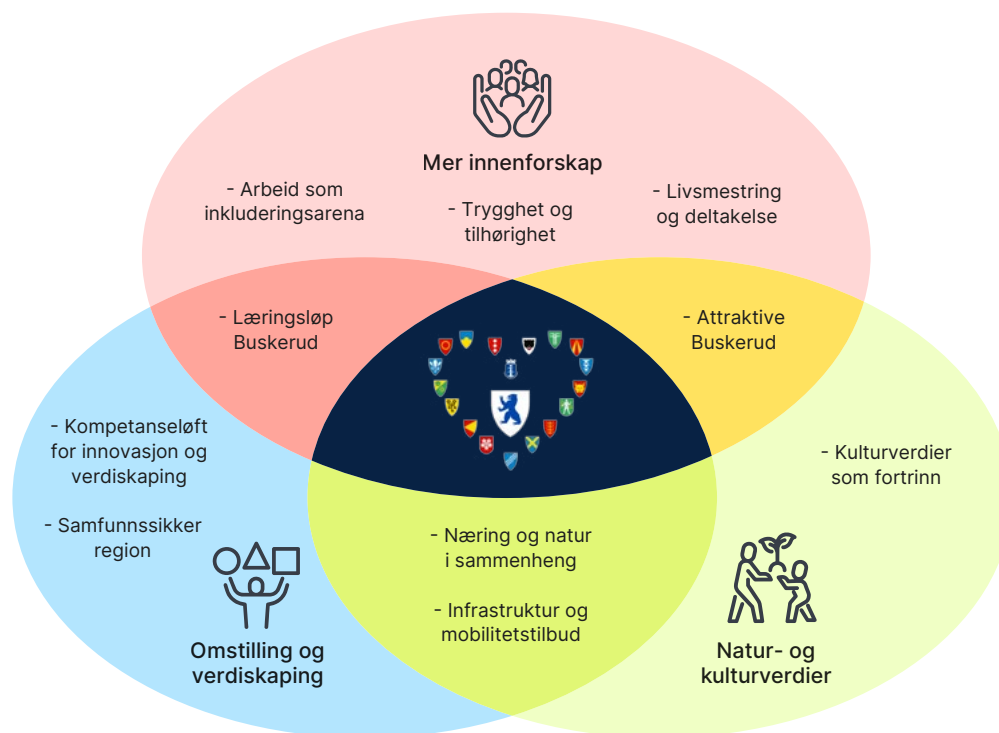 Mer innenforskap
- Arbeid som
inkluderingsarena
- Trygghet og
tilhørighet
- Livsmestring
og deltakelse
- Læringsløp
Buskerud
- Attraktive
Buskerud
- Kompetanseløft
for innovasjon og
verdiskaping
- Samfunnssikker
region
- Kulturverdier
som fortrinn
- Næring og natur
i sammenheng
- Infrastruktur og
mobilitetstilbud
Omstilling og
verdiskaping
Natur- og
kulturverdier